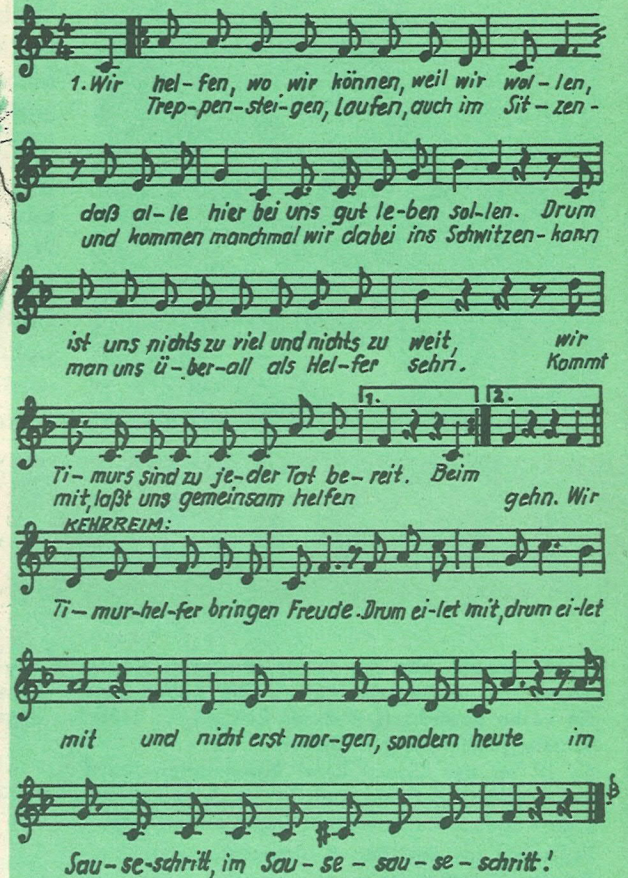 1. Wir hel-fen, wo wir können, weil wir wol-len,
Trep-pen-stei-gen, Laufen, auch im Sit-zen-
daß al-le hier bei uns gut le-ben sol-len. Drum
und kommen manchmal wir dabei ins Schwitzen-kann
ist uns nichts zu viel und nichts zu weit, wir
man uns ü-ber-all als Hel-fer sehn. Kommt
1. 2.
Ti-murs sind zu je-der Tat be-reit. Beim
mit, laßt uns gemeinsam helfen gehn. Wir
KEHRREIM:
Ti-mur-hel-fer bringen Freude. Drum ei-let mit, drum ei-let
mit und nicht erst mor-gen, sondern heute im
Sau-se-schritt, im Sau-se-sau-se-schritt!